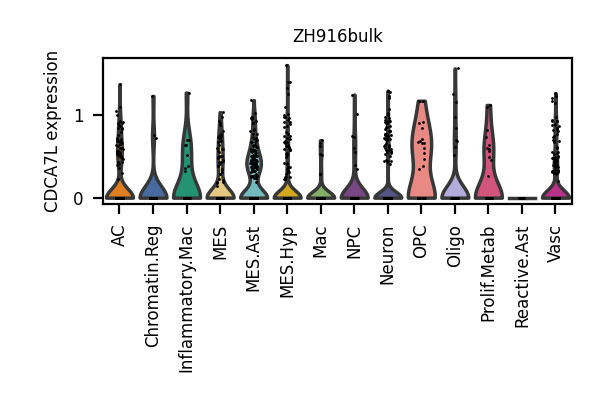 ZH916bulk
CDCA7L expression
1
0
AC
Chromatin.Reg
Inflammatory.Mac
MES
MES.Ast
MES.Hyp
Mac
NPC
Neuron
OPC
Oligo
Prolif.Metab
Reactive.Ast
Vasc